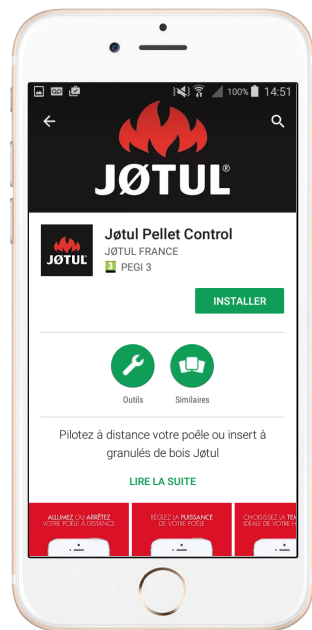 100% 14:51
JØTUL®
JØTUL
Jøtul Pellet Control
JØTUL FRANCE
3 PEGI 3
INSTALLER
Outils Similaires
Pilotez à distance votre poêle ou insert à
granulés de bois Jøtul
LIRE LA SUITE
ALLUMEZ OU ARRÊTEZ
VOTRE POÊLE À DISTANCE
RÉGLEZ LA PUISSANCE
DE VOTRE POÊLE
CHOISISSEZ LA
IDÉALE DE VOTRE